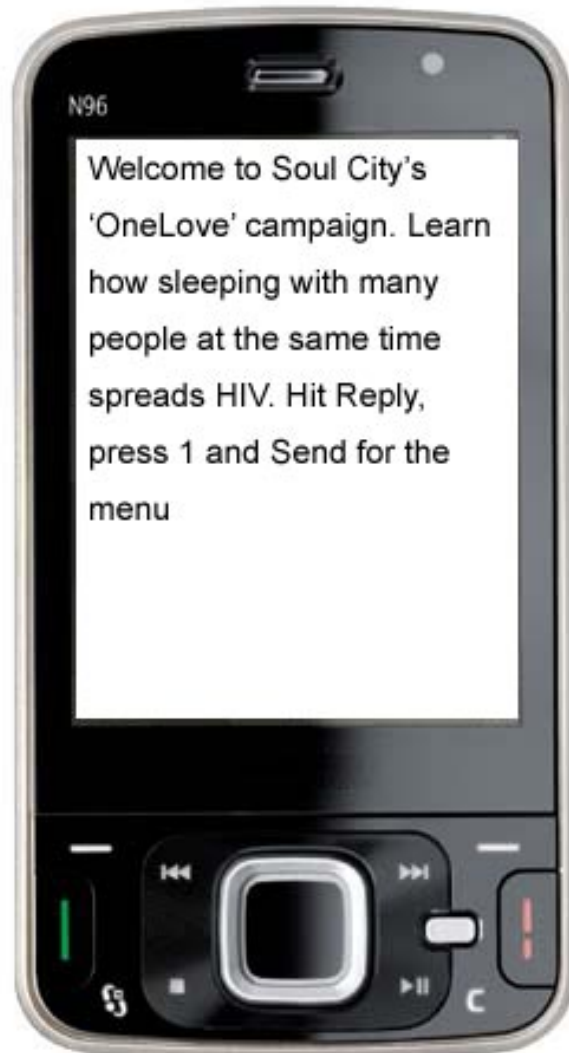 N96
Welcome to Soul City's
'OneLove' campaign. Learn
how sleeping with many
people at the same time
spreads HIV. Hit Reply,
press 1 and Send for the
menu
C